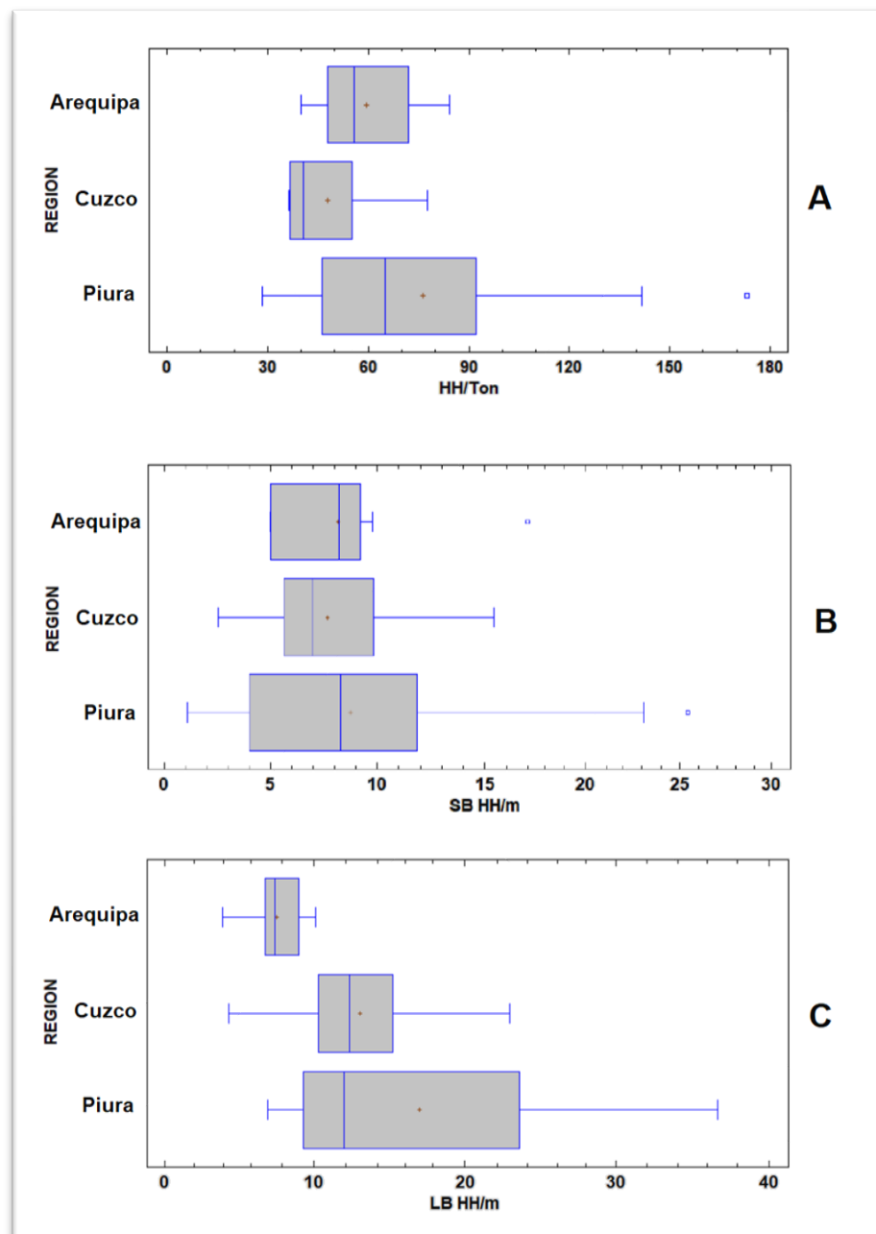 Arequipa
Cuzco
Piura
REGION
A
0 30 60 90 120 150 180
HH/Ton
Arequipa
Cuzco
Piura
REGION
B
0 5 10 15 20 25 30
SB HH/m
Arequipa
Cuzco
Piura
REGION
C
0 10 20 30 40
LB HH/m